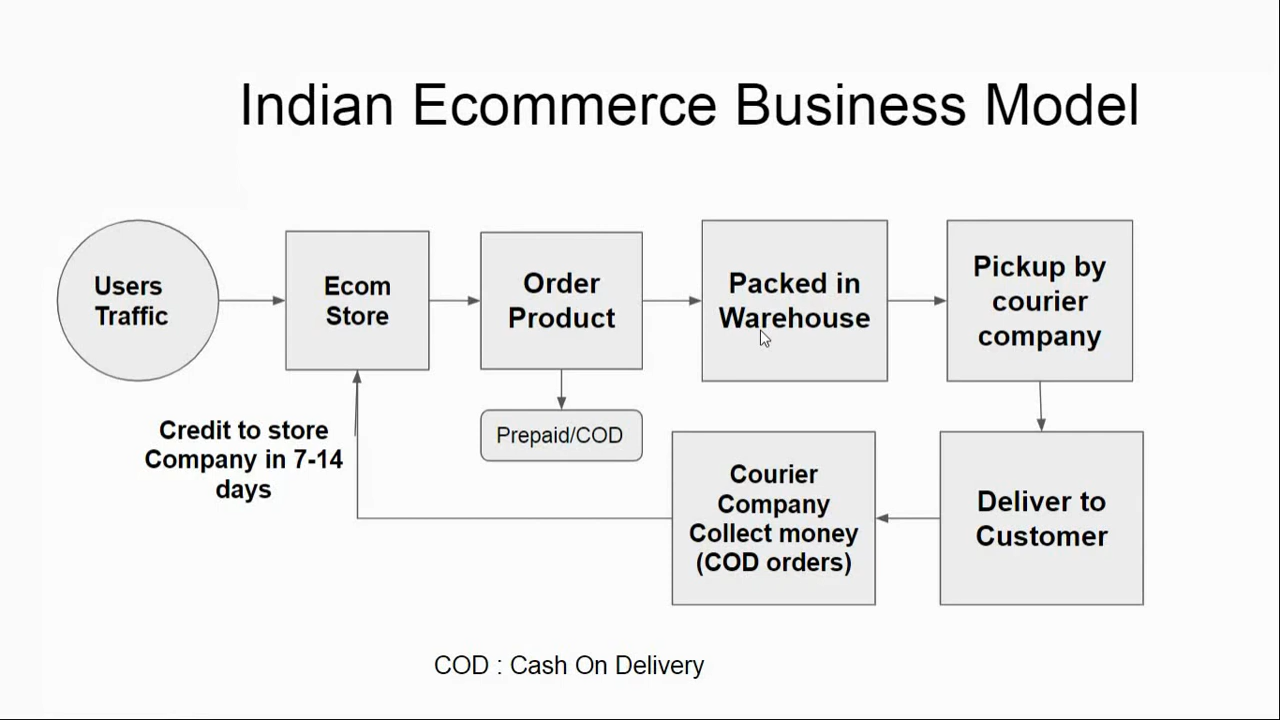 Indian Ecommerce Business Model
Users
Traffic
Ecom
Store
Order
Product
Packed in
Warehouse
Pickup by
courier
company
Credit to store
Company in 7-14
days
Prepaid/COD
Courier
Company
Collect money
(COD orders)
Deliver to
Customer
COD : Cash On Delivery